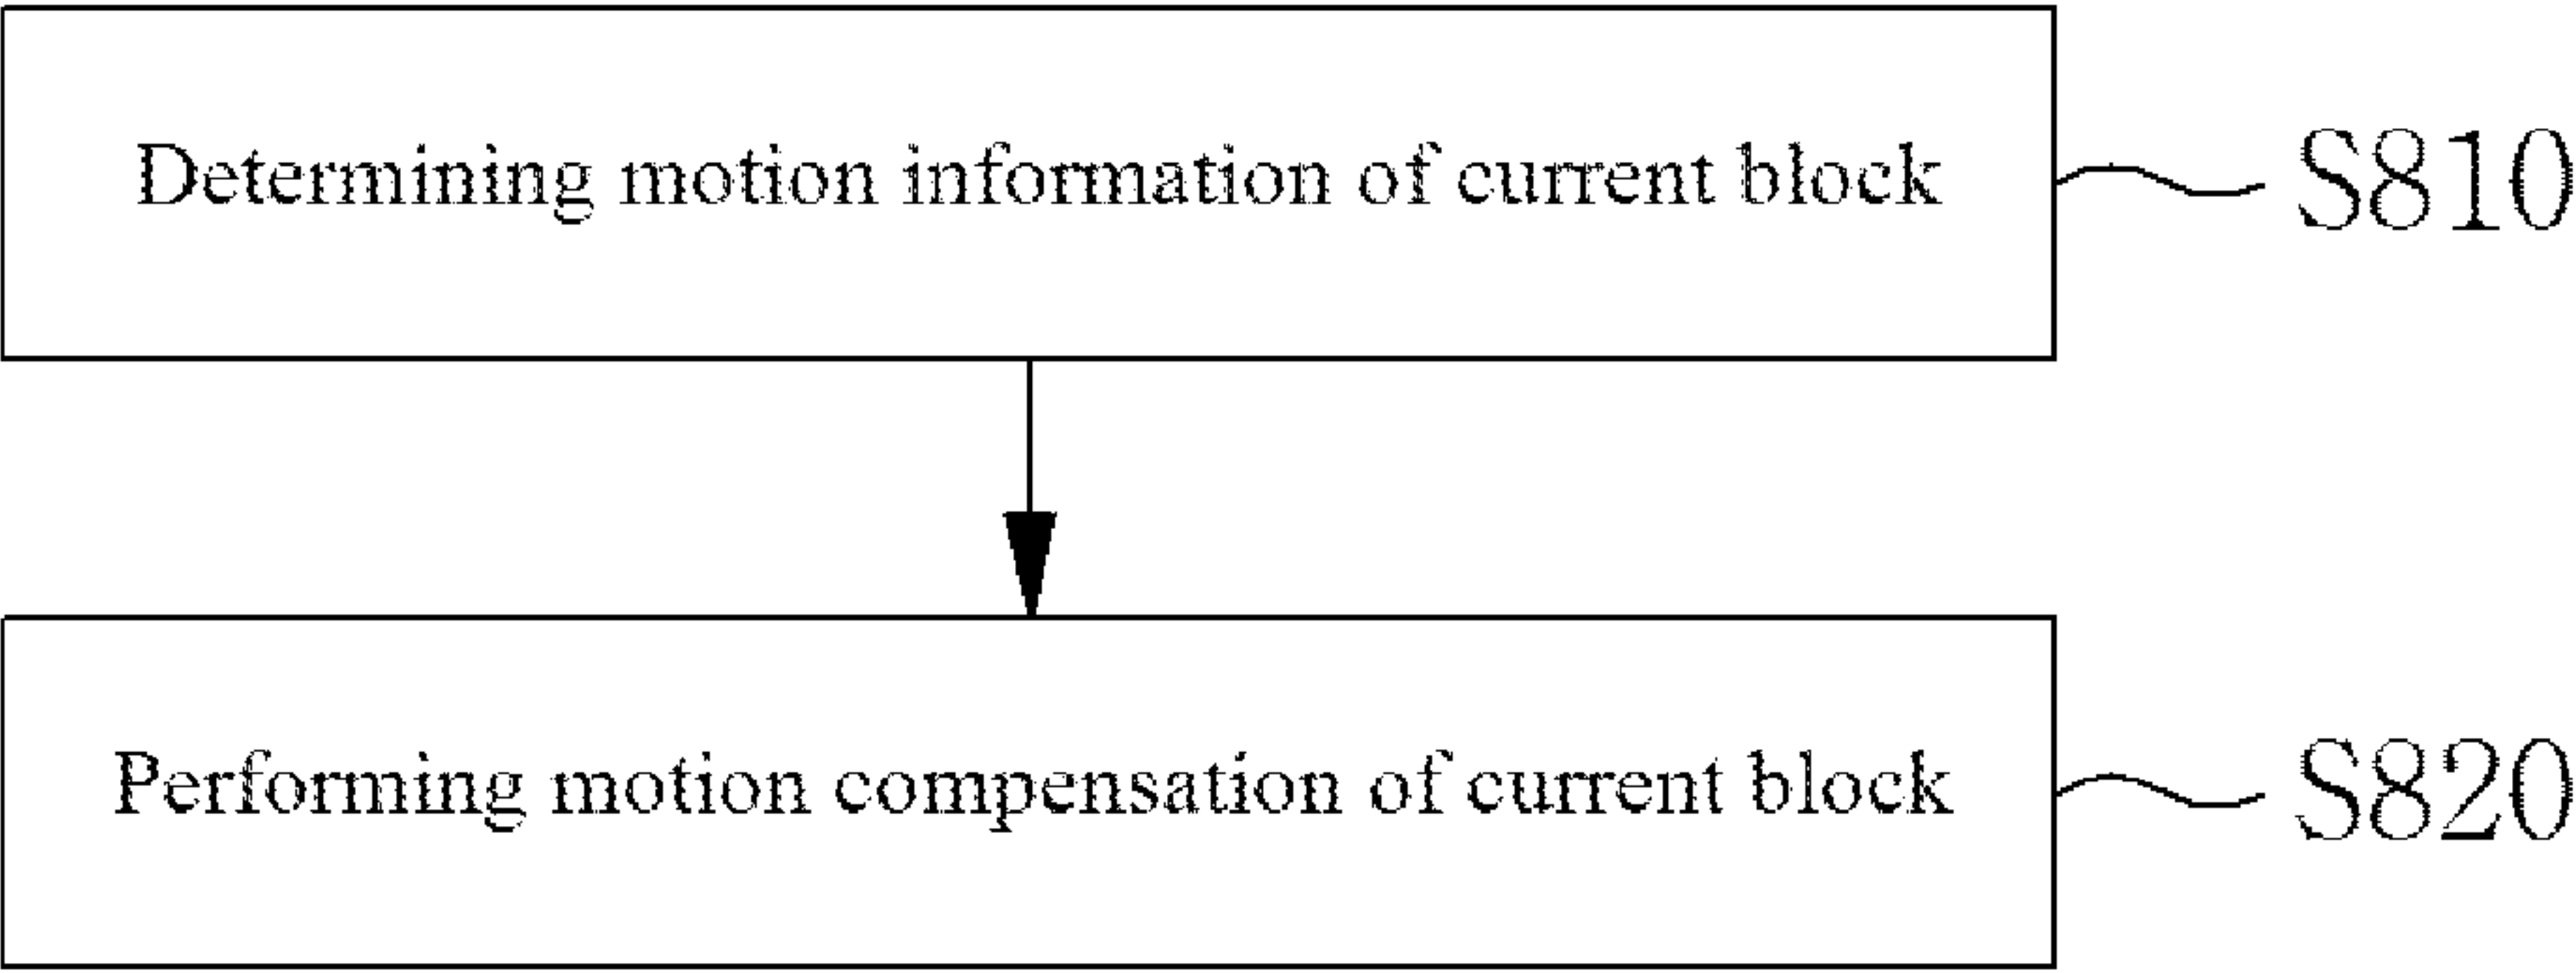 Determining motion information of current block
S810
Performing motion compensation of current block
S820